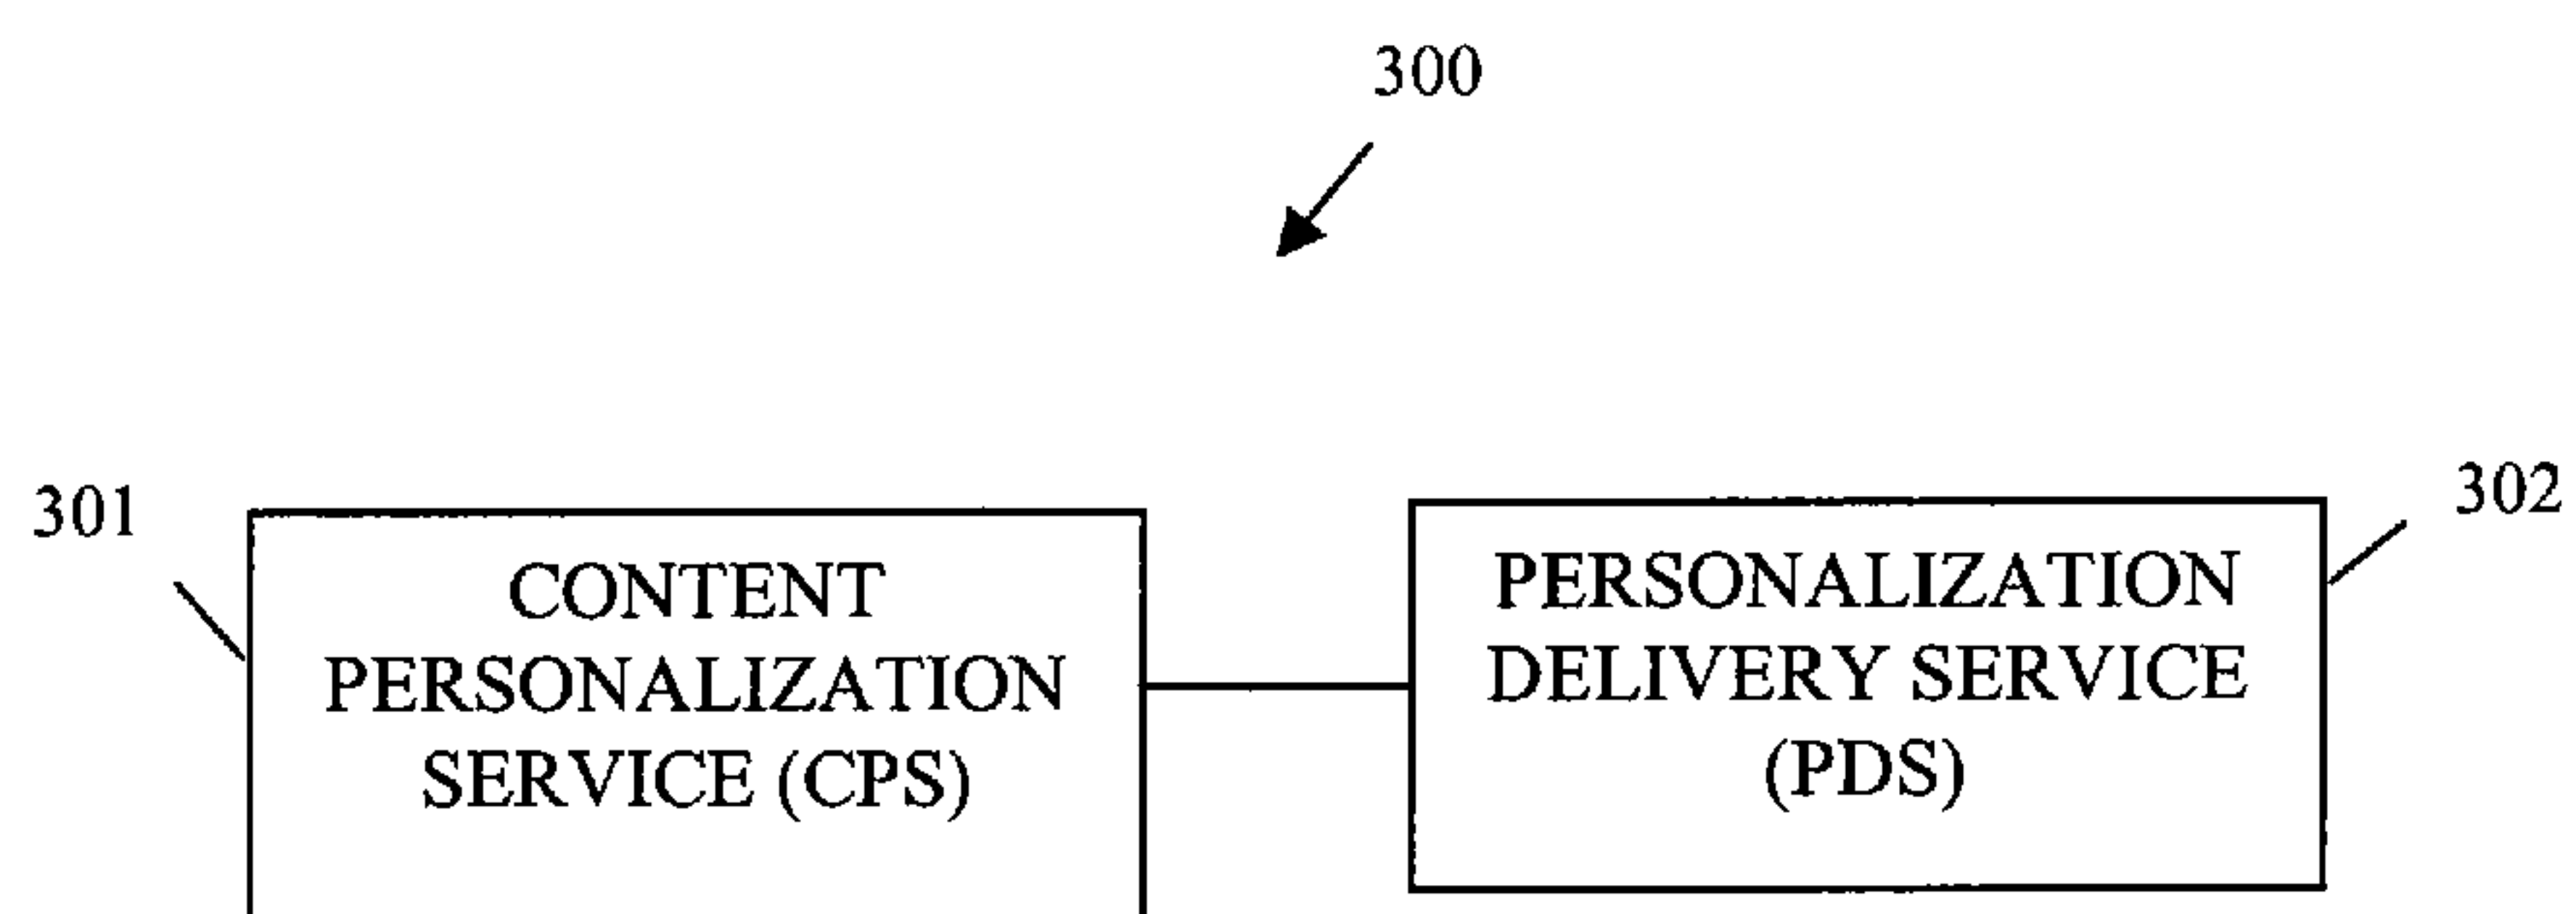 300
301
CONTENT
PERSONALIZATION
SERVICE (CPS)
302
PERSONALIZATION
DELIVERY SERVICE
(PDS)